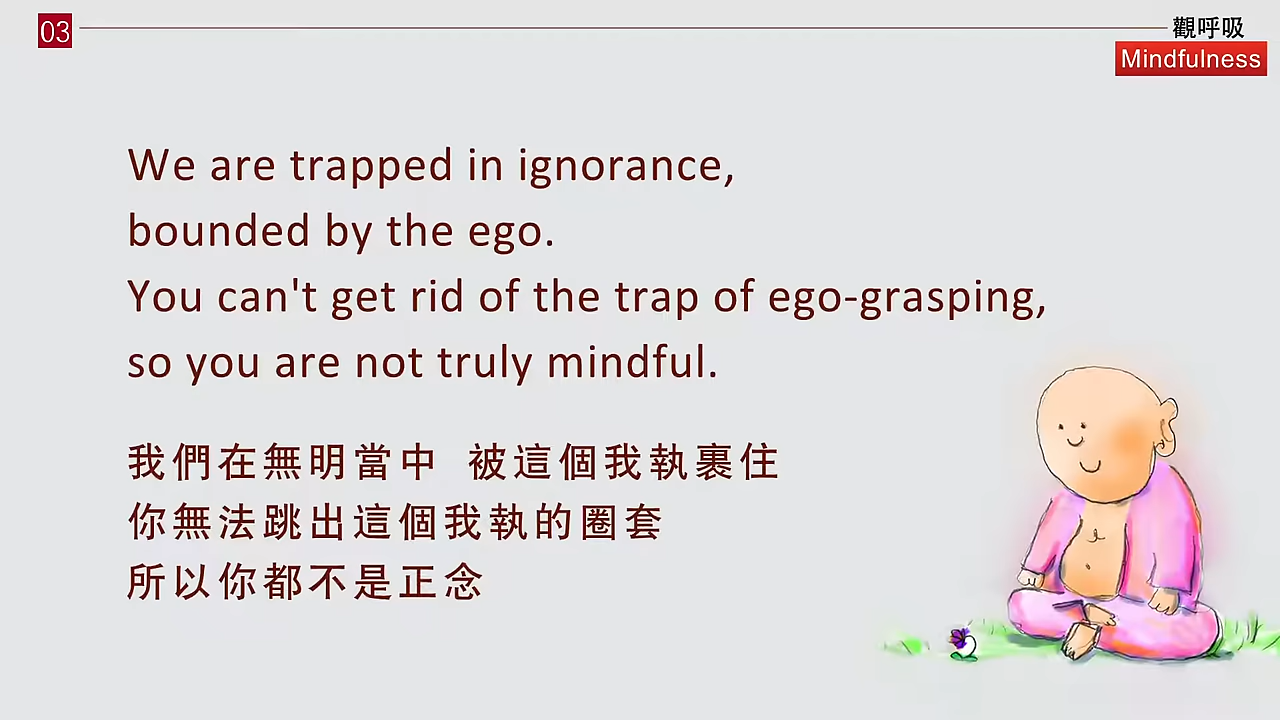 03
觀呼吸
Mindfulness
We are trapped in ignorance,
bounded by the ego.
You can't get rid of the trap of ego-grasping,
so you are not truly mindful.
我們在無明當中 被這個我執裹住
你無法跳出這個我執的圈套
所以你都不是正念